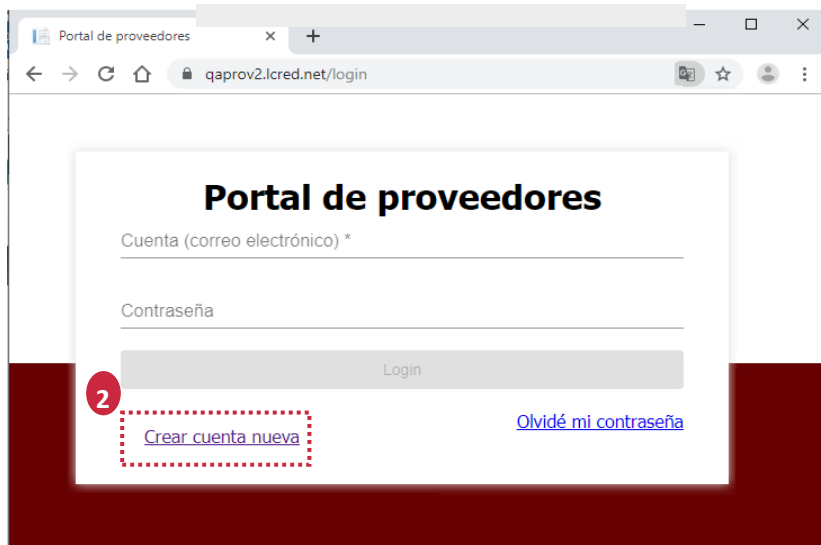 Portal de proveedores
qaprov2.lcred.net/login
Portal de proveedores
Cuenta (correo electrónico) *
Contraseña
Login
2
Crear cuenta nueva
Olvidé mi contraseña